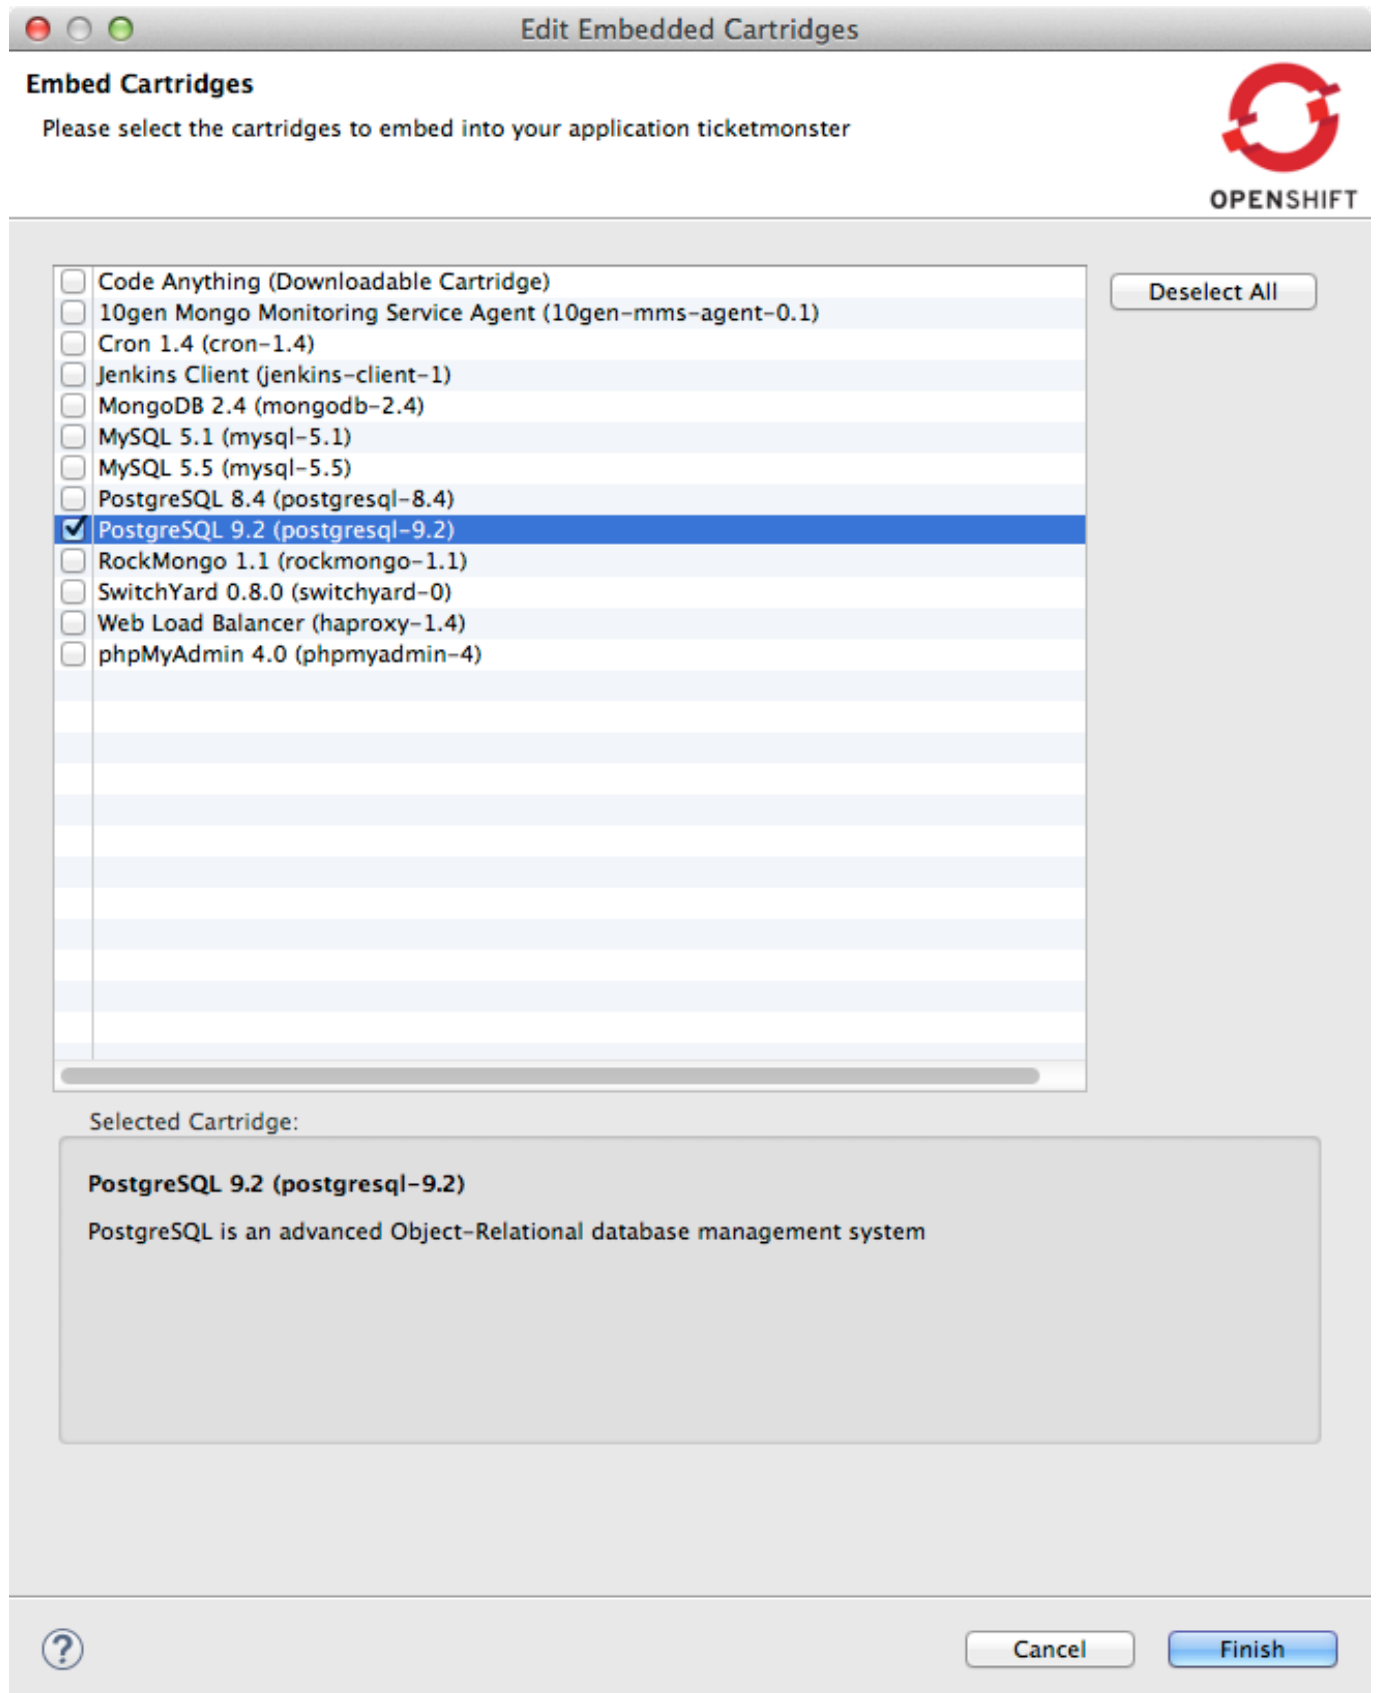 Edit Embedded Cartridges
Embed Cartridges
Please select the cartridges to embed into your application ticketmonster
OPENSHIFT
Code Anything (Downloadable Cartridge)
Deselect All
10gen Mongo Monitoring Service Agent (10gen-mms-agent-0.1)
Cron 1.4 (cron-1.4)
Jenkins Client (jenkins-client-1)
MongoDB 2.4 (mongodb-2.4)
MySQL 5.1 (mysql-5.1)
MySQL 5.5 (mysql-5.5)
PostgreSQL 8.4 (postgresql-8.4)
PostgreSQL 9.2 (postgresql-9.2)
RockMongo 1.1 (rockmongo-1.1)
SwitchYard 0.8.0 (switchyard-0)
Web Load Balancer (haproxy-1.4)
phpMyAdmin 4.0 (phpmyadmin-4)
Selected Cartridge:
PostgreSQL 9.2 (postgresql-9.2)
PostgreSQL is an advanced Object-Relational database management system
?
Cancel
Finish